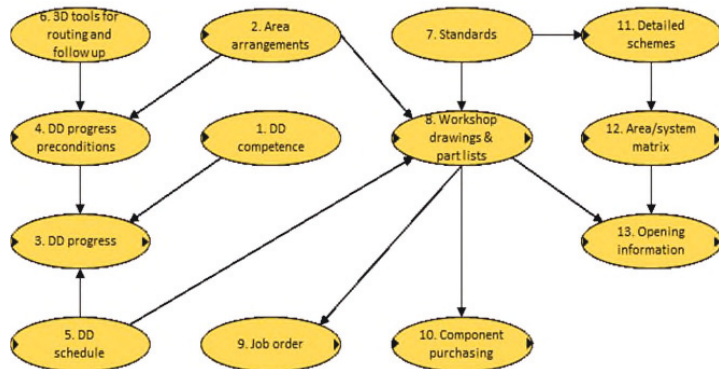 6. 3D tools for
routing and
follow up
2. Area
arrangements
7. Standards
11. Detailed
schemes
4. DD progress
preconditions
1. DD
competence
8. Workshop
drawings &
part lists
12. Area/system
matrix
3. DD progress
13. Opening
information
5. DD
schedule
9. Job order
10. Component
purchasing